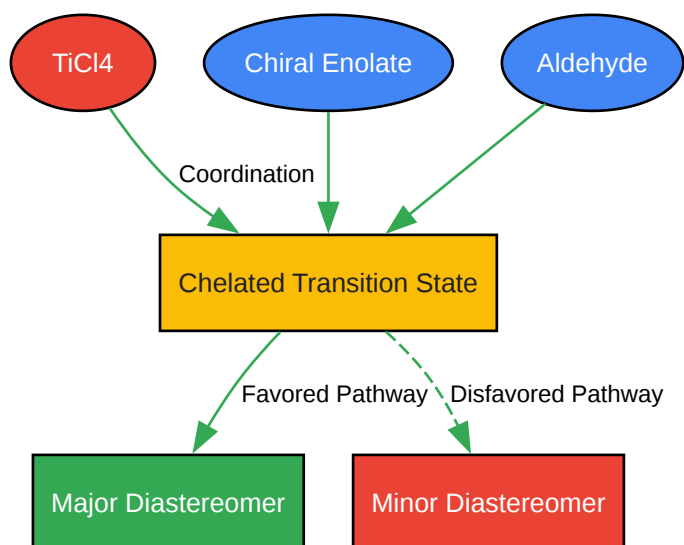 TiCl4
Chiral Enolate
Aldehyde
Coordination
Chelated Transition State
Favored Pathway
Disfavored Pathway
Major Diastereomer
Minor Diastereomer